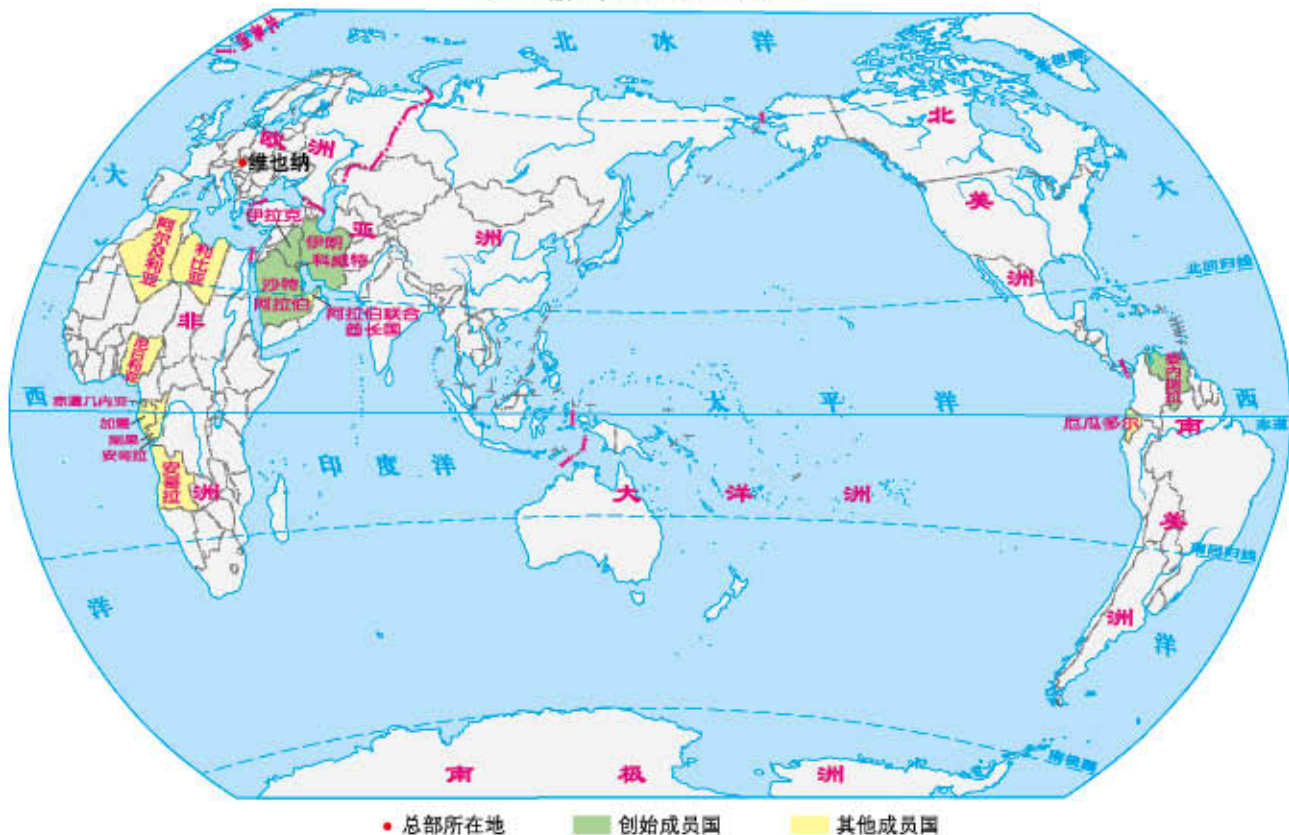 北冰洋
北极圈
北
欧洲
维也纳
大
大
美
伊拉克
亚
洲
阿尔及利亚
利比亚
伊朗
科威特
北回归线
洲
沙特
阿拉伯
阿拉伯联合
酋长国
非
尼日利亚
委内瑞拉
西
赤道几内亚
太平洋
西
加蓬
刚果
安哥拉
厄瓜多尔
南
赤道
印度洋
安哥拉
洲
大洋洲
美
南回归线
洋
洲
洋
南极洲
南极圈
总部所在地
创始成员国
其他成员国